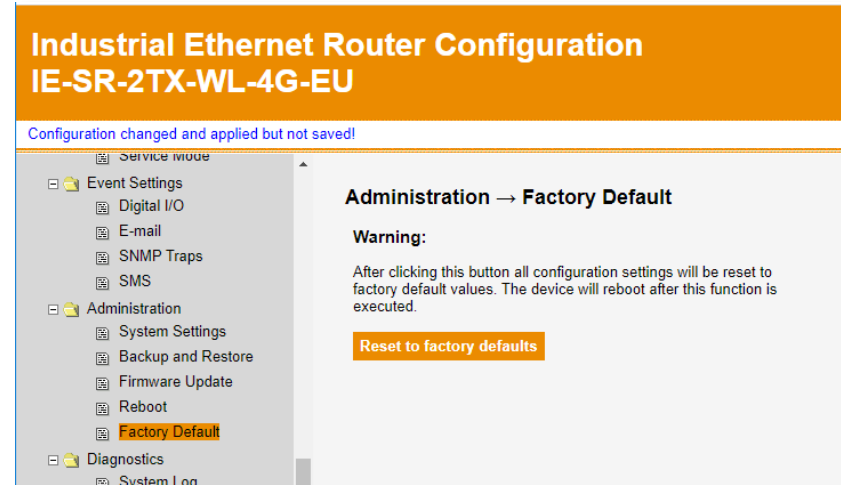 Industrial Ethernet Router Configuration
IE-SR-2TX-WL-4G-EU
Configuration changed and applied but not saved!
Service Mode
Event Settings
Digital I/O
E-mail
SNMP Traps
SMS
Administration
System Settings
Backup and Restore
Firmware Update
Reboot
Factory Default
Diagnostics
System Log
Administration → Factory Default
Warning:
After clicking this button all configuration settings will be reset to
factory default values. The device will reboot after this function is
executed.
Reset to factory defaults